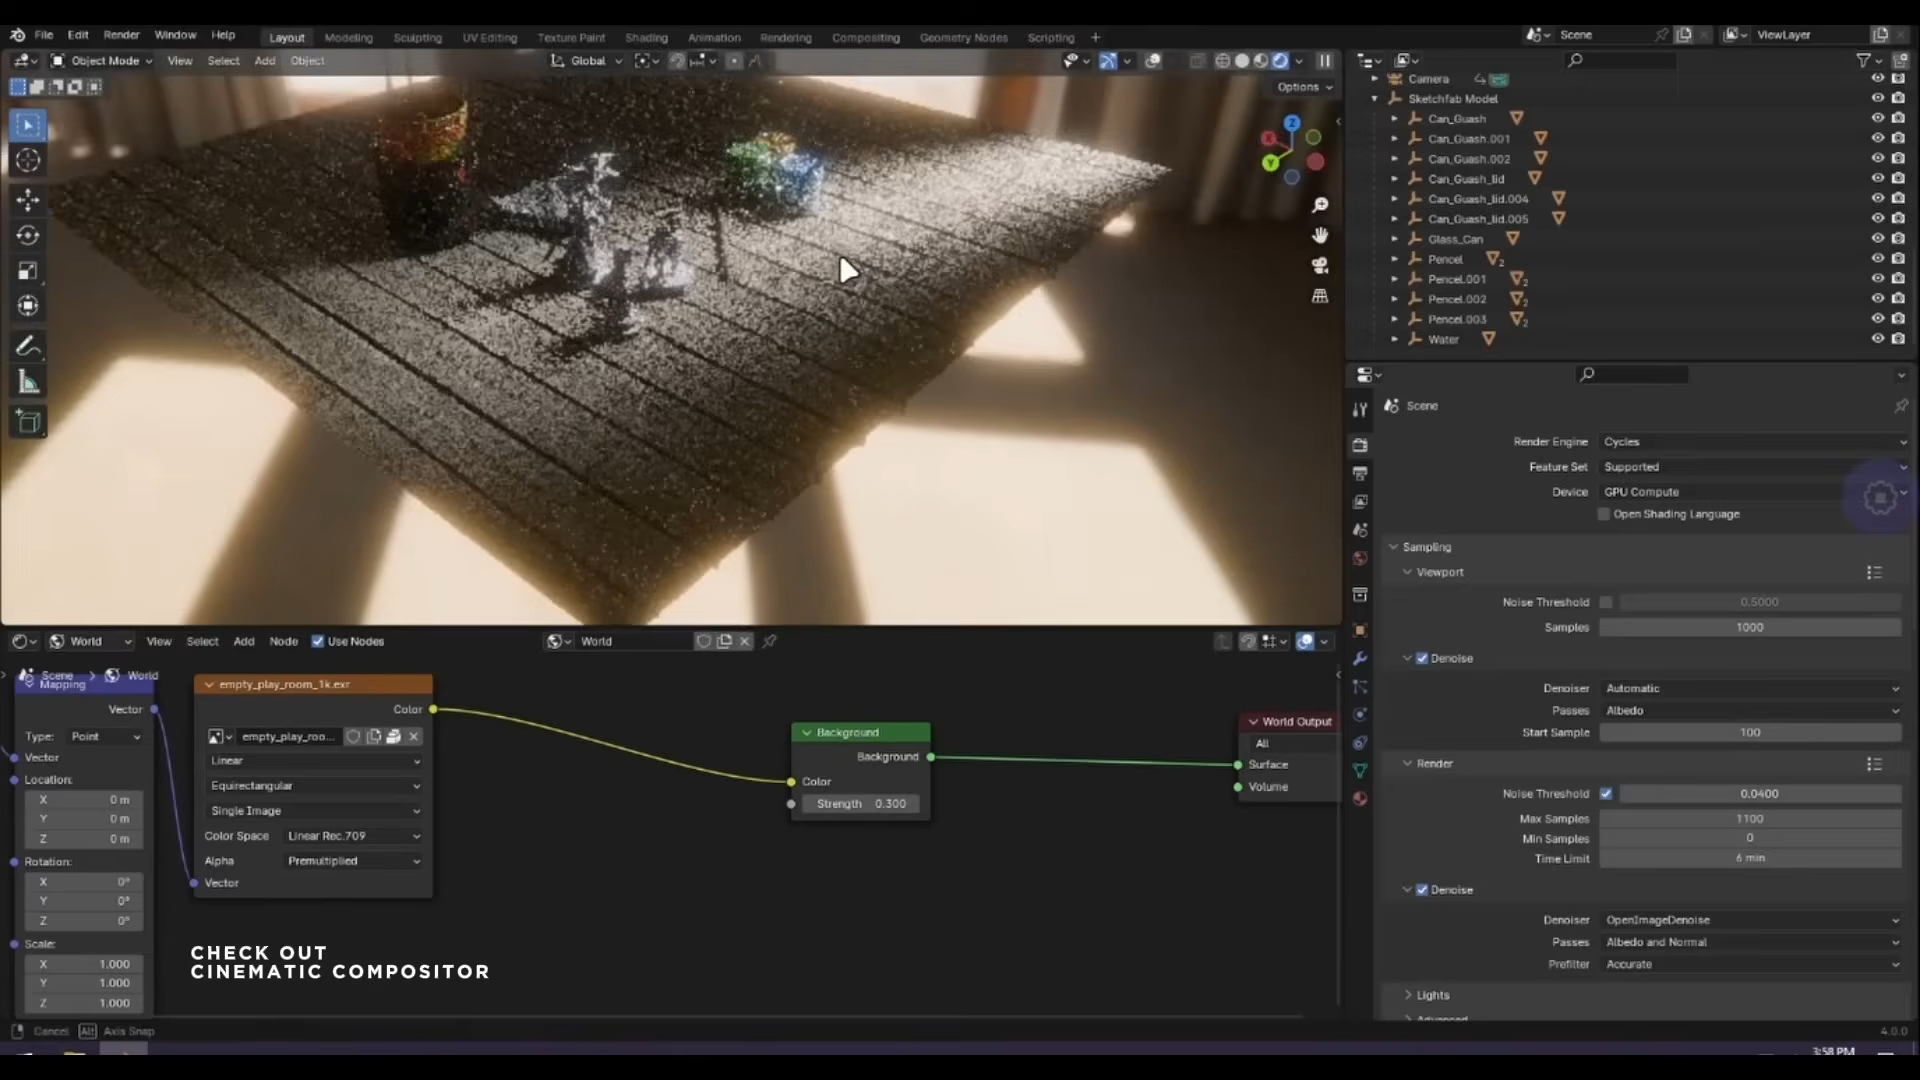 File Edit Render Window Help
Layout Modeling Sculpting UV Editing Texture Paint Shading Animation Rendering Compositing Geometry Nodes Scripting +
Scene
ViewLayer
Object Mode View Select Add Object
Global
Options
Z
X
Y
Camera
Sketchfab Model
Can_Guash
Can_Guash.001
Can_Guash.002
Can_Guash_lid
Can_Guash_lid.004
Can_Guash_lid.005
Glass_Can
Pencel 2
Pencel.001 2
Pencel.002 2
Pencel.003 2
Water
Scene
Render Engine Cycles
Feature Set Supported
Device GPU Compute
Open Shading Language
Sampling
Viewport
Noise Threshold 0.5000
Samples 1000
Denoise
Denoiser Automatic
Passes Albedo
Start Sample 100
Render
Noise Threshold 0.0400
Max Samples 1100
Min Samples 0
Time Limit 6 min
Denoise
Denoiser OpenImageDenoise
Passes Albedo and Normal
Prefilter Accurate
Lights
Advanced
World View Select Add Node Use Nodes
World
Scene > World
Mapping
Vector
Type: Point
Vector
Location:
X 0 m
Y 0 m
Z 0 m
Rotation:
X 0°
Y 0°
Z 0°
Scale:
X 1.000
Y 1.000
Z 1.000
empty_play_room_1k.exr
Color
empty_play_roo...
Linear
Equirectangular
Single Image
Color Space Linear Rec.709
Alpha Premultiplied
Vector
Background
Background
Color
Strength 0.300
World Output
All
Surface
Volume
CHECK OUT
CINEMATIC COMPOSITOR
Cancel Alt Axis Snap
4.0.0
3:58 PM